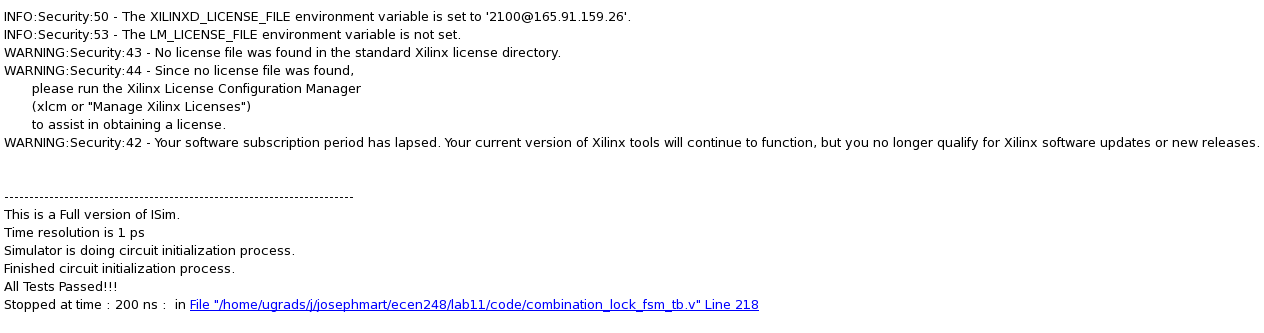 INFO:Security:50 - The XILINXD_LICENSE_FILE environment variable is set to '2100@165.91.159.26'.
INFO:Security:53 - The LM_LICENSE_FILE environment variable is not set.
WARNING:Security:43 - No license file was found in the standard Xilinx license directory.
WARNING:Security:44 - Since no license file was found,
please run the Xilinx License Configuration Manager
(xlcm or "Manage Xilinx Licenses")
to assist in obtaining a license.
WARNING:Security:42 - Your software subscription period has lapsed. Your current version of Xilinx tools will continue to function, but you no longer qualify for Xilinx software updates or new releases.
----------------------------------------------------------------------
This is a Full version of ISim.
Time resolution is 1 ps
Simulator is doing circuit initialization process.
Finished circuit initialization process.
All Tests Passed!!!
Stopped at time : 200 ns :  in File "/home/ugrads/j/josephmart/ecen248/lab11/code/combination_lock_fsm_tb.v" Line 218